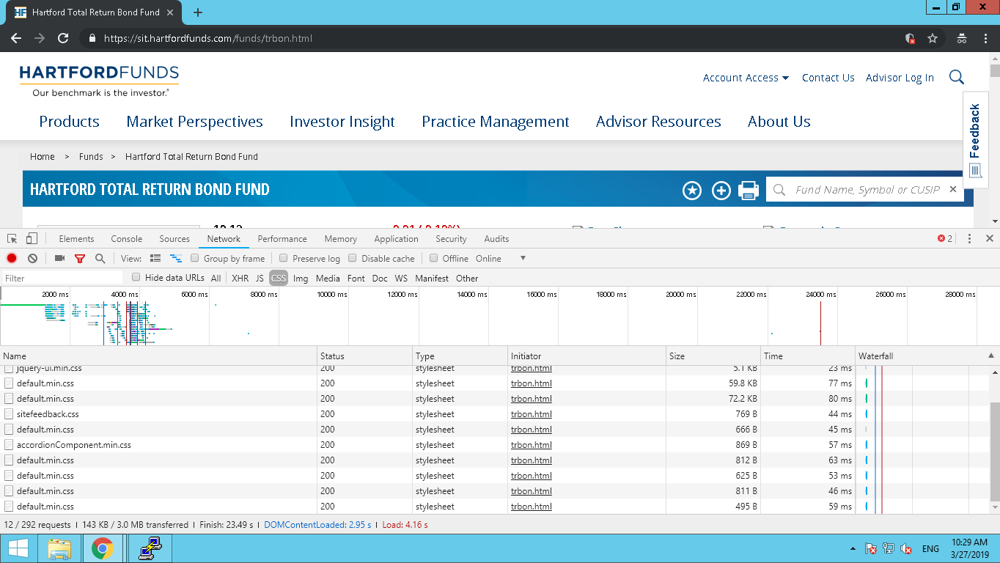 Hartford Total Return Bond Fund
https://sit.hartfordfunds.com/funds/trbon.html
HARTFORDFUNDS
Our benchmark is the investor.®
Account Access Contact Us Advisor Log In
Products Market Perspectives Investor Insight Practice Management Advisor Resources About Us
Feedback
Home > Funds > Hartford Total Return Bond Fund
HARTFORD TOTAL RETURN BOND FUND
Fund Name, Symbol or CUSIP
Elements Console Sources Network Performance Memory Application Security Audits 2
View: Group by frame Preserve log Disable cache Offline Online
Filter Hide data URLs All XHR JS CSS Img Media Font Doc WS Manifest Other
2000 ms 4000 ms 6000 ms 8000 ms 10000 ms 12000 ms 14000 ms 16000 ms 18000 ms 20000 ms 22000 ms 24000 ms 26000 ms 28000 ms
Name Status Type Initiator Size Time Waterfall
jquery-ui.min.css 200 stylesheet trbon.html 5.1 KB 23 ms
default.min.css 200 stylesheet trbon.html 59.8 KB 77 ms
default.min.css 200 stylesheet trbon.html 72.2 KB 80 ms
sitefeedback.css 200 stylesheet trbon.html 769 B 44 ms
default.min.css 200 stylesheet trbon.html 666 B 45 ms
accordionComponent.min.css 200 stylesheet trbon.html 869 B 57 ms
default.min.css 200 stylesheet trbon.html 812 B 63 ms
default.min.css 200 stylesheet trbon.html 625 B 53 ms
default.min.css 200 stylesheet trbon.html 811 B 46 ms
default.min.css 200 stylesheet trbon.html 495 B 59 ms
12 / 292 requests | 143 KB / 3.0 MB transferred | Finish: 23.49 s | DOMContentLoaded: 2.95 s | Load: 4.16 s
ENG
10:29 AM
3/27/2019